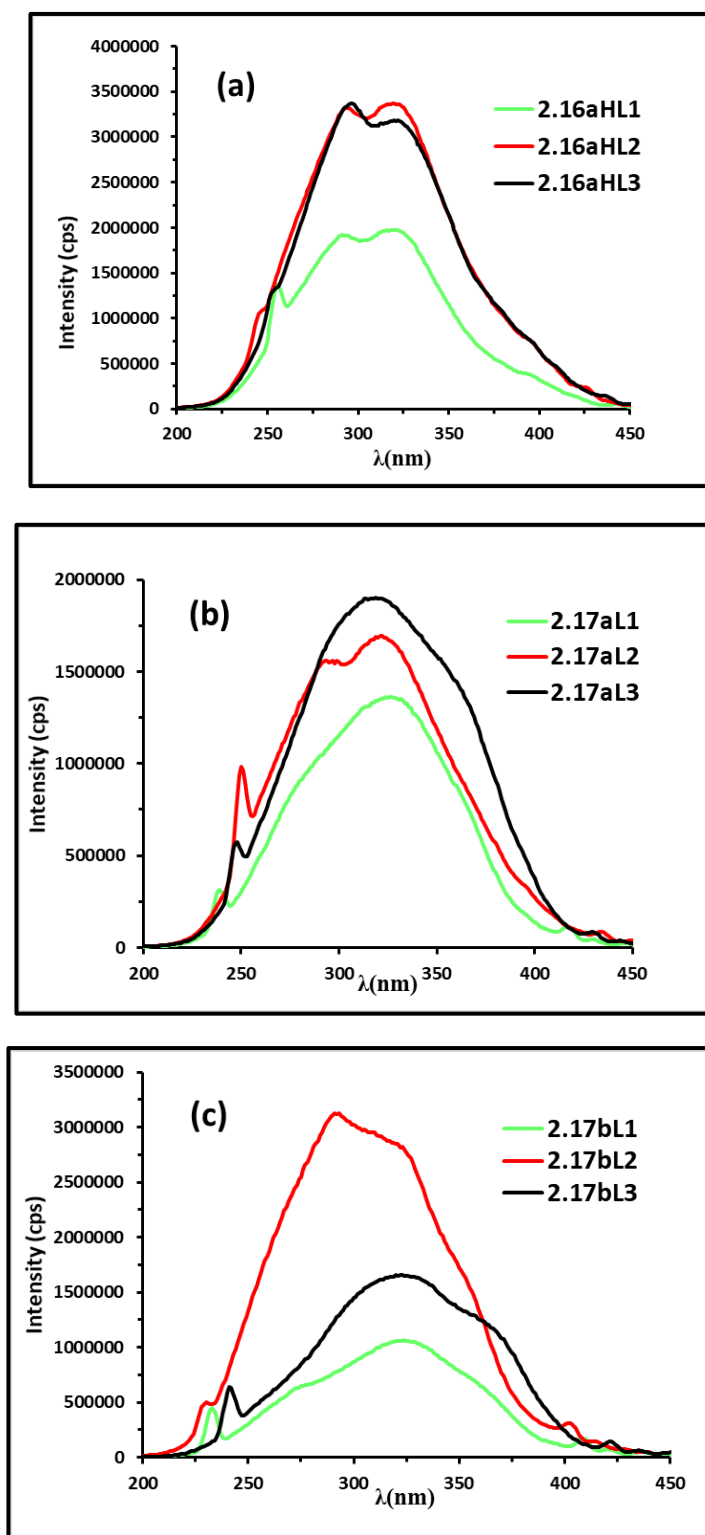 (a)
4000000
3500000
3000000
2500000
2000000
1500000
1000000
500000
0
Intensity (cps)
2.16aHL1
2.16aHL2
2.16aHL3
200 250 300 350 400 450
λ(nm)
(b)
2000000
1500000
1000000
500000
0
Intensity (cps)
2.17aL1
2.17aL2
2.17aL3
200 250 300 350 400 450
λ(nm)
(c)
3500000
3000000
2500000
2000000
1500000
1000000
500000
0
Intensity (cps)
2.17bL1
2.17bL2
2.17bL3
200 250 300 350 400 450
λ(nm)